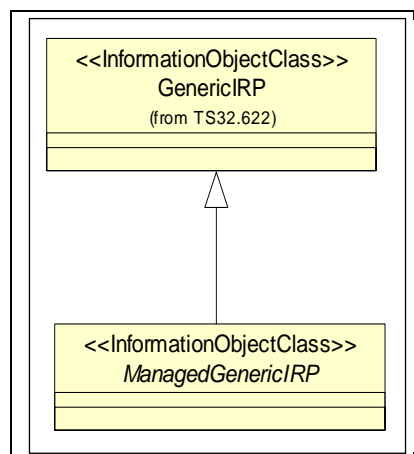 <<InformationObjectClass>>
GenericIRP
(from TS32.622)
<<InformationObjectClass>>
ManagedGenericIRP